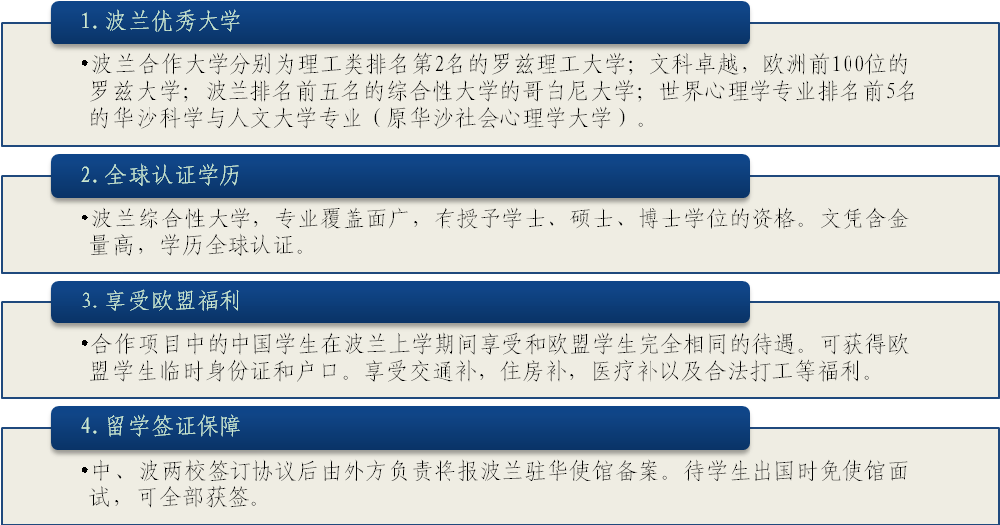 1.波兰优秀大学
•波兰合作大学分别为理工类排名第2名的罗兹理工大学；文科卓越，欧洲前100位的
罗兹大学；波兰排名前五名的综合性大学的哥白尼大学；世界心理学专业排名前5名
的华沙科学与人文大学专业（原华沙社会心理学大学）。
2.全球认证学历
•波兰综合性大学，专业覆盖面广，有授予学士、硕士、博士学位的资格。文凭含金
量高，学历全球认证。
3.享受欧盟福利
•合作项目中的中国学生在波兰上学期间享受和欧盟学生完全相同的待遇。可获得欧
盟学生临时身份证和户口。享受交通补，住房补，医疗补以及合法打工等福利。
4.留学签证保障
•中、波两校签订协议后由外方负责将报波兰驻华使馆备案。待学生出国时免使馆面
试，可全部获签。